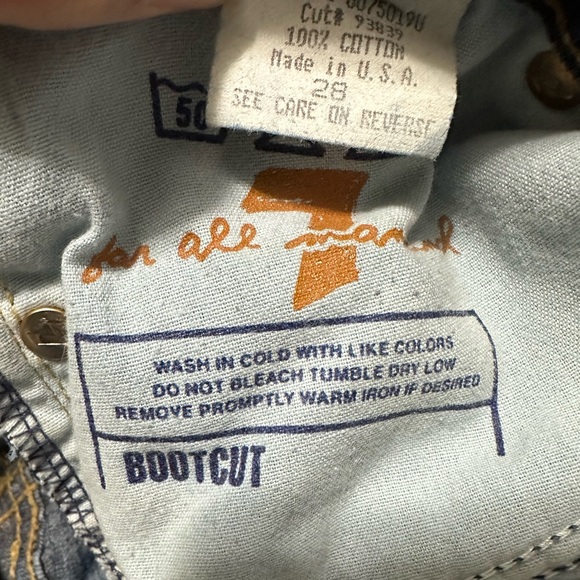 Cut# 93839
100% COTTON
Made in U.S.A.
28
SEE CARE ON REVERSE
50
7
for all mankind
WASH IN COLD WITH LIKE COLORS
DO NOT BLEACH TUMBLE DRY LOW
REMOVE PROMPTLY WARM IRON IF DESIRED
BOOTCUT